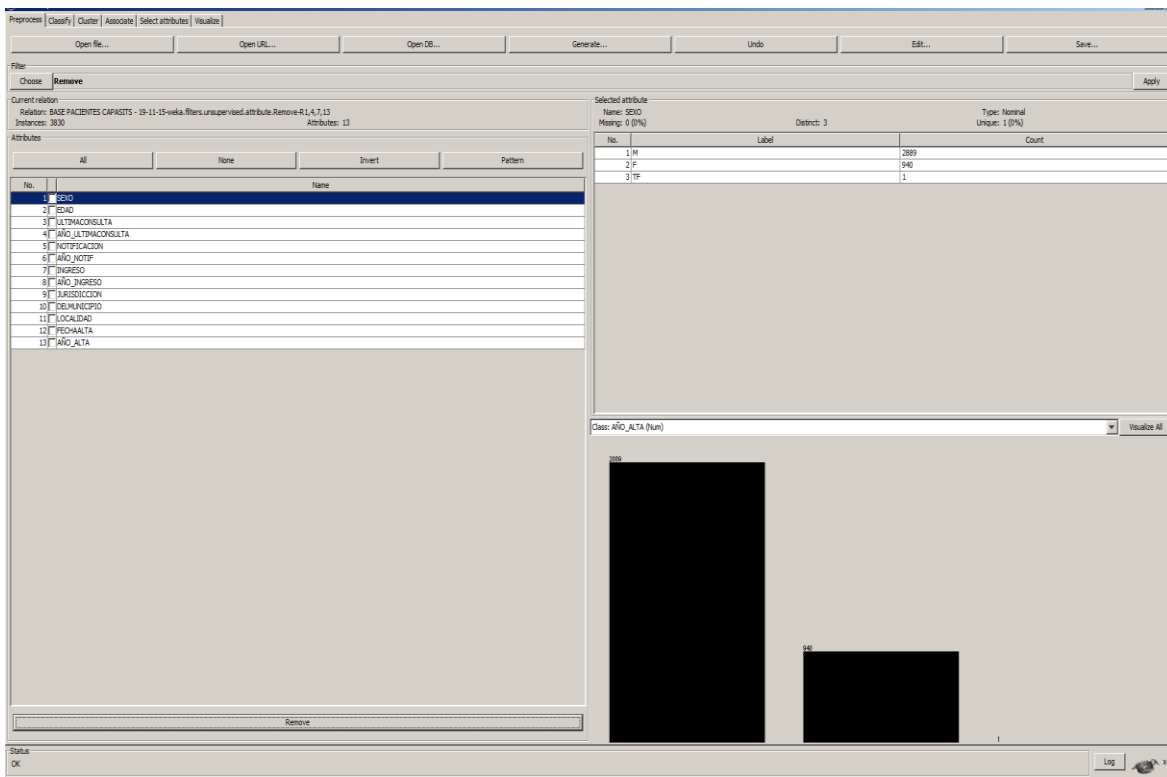 Preprocess Classify Cluster Associate Select attributes Visualize
Open file... Open URL... Open DB... Generate... Undo Edit... Save...
Filter
Choose Remove Apply
Current relation
Relation: BASE PACIENTES CAPASITS - 19-11-15-weka.filters.unsupervised.attribute.Remove-R1,4,7,13
Instances: 3830 Attributes: 13
Attributes
All None Invert Pattern
No. Name
1 SEXO
2 EDAD
3 ULTIMACONSULTA
4 AÑO_ULTIMACONSULTA
5 NOTIFICACION
6 AÑO_NOTIF
7 INGRESO
8 AÑO_INGRESO
9 JURISDICCION
10 DELMUNICIPIO
11 LOCALIDAD
12 FECHAALTA
13 AÑO_ALTA
Remove
Selected attribute
Name: SEXO Type: Nominal
Missing: 0 (0%) Distinct: 3 Unique: 1 (0%)
No. Label Count
1 M 2889
2 F 940
3 TF 1
Class: AÑO_ALTA (Num) Visualize All
2889
940
1
Status
OK
Log x